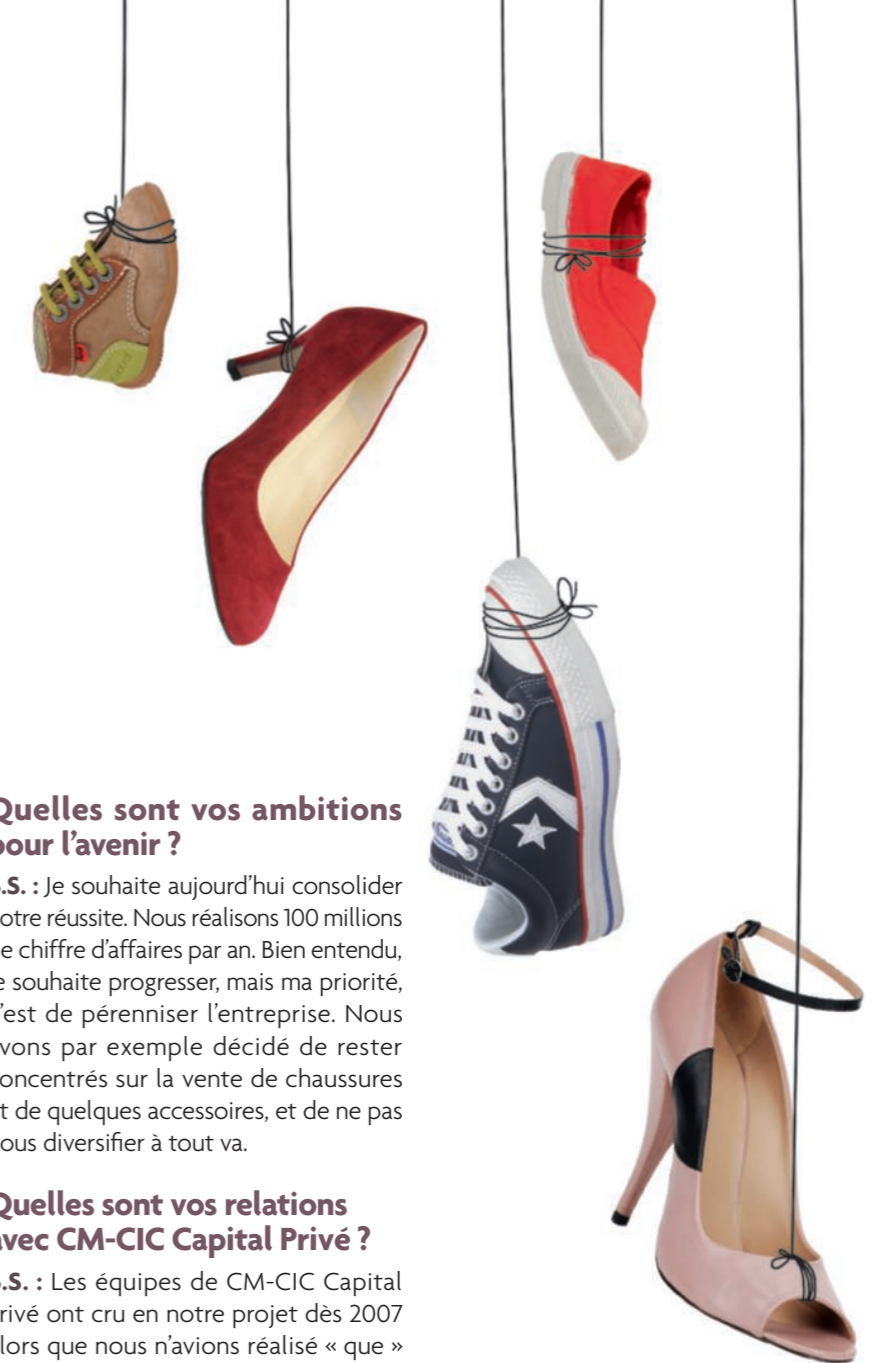 Quelles sont vos ambitions
pour l’avenir ?
.S. : Je souhaite aujourd’hui consolider
otre réussite. Nous réalisons 100 millions
e chiffre d’affaires par an. Bien entendu,
e souhaite progresser, mais ma priorité,
’est de pérenniser l’entreprise. Nous
vons par exemple décidé de rester
oncentrés sur la vente de chaussures
t de quelques accessoires, et de ne pas
ous diversifier à tout va.
Quelles sont vos relations
avec CM-CIC Capital Privé ?
.S. : Les équipes de CM-CIC Capital
rivé ont cru en notre projet dès 2007
lors que nous n’avions réalisé « que »